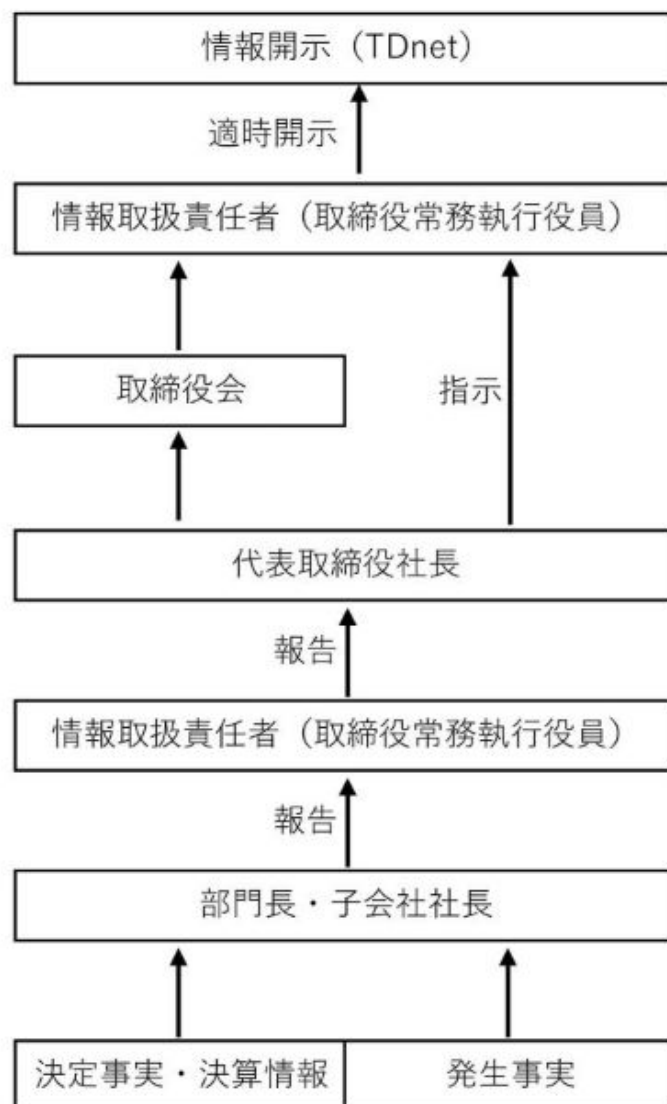 情報開示（TDnet）
適時開示
情報取扱責任者（取締役常務執行役員）
取締役会
指示
代表取締役社長
報告
情報取扱責任者（取締役常務執行役員）
報告
部門長・子会社社長
決定事実・決算情報
発生事実